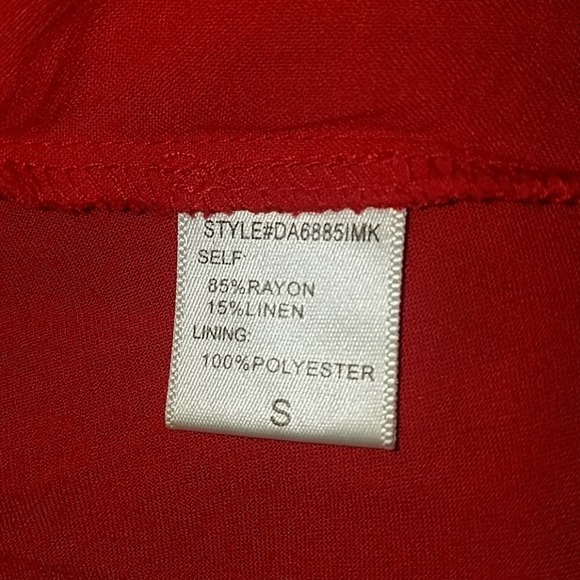 STYLE#DA6885IMK
SELF:
85%RAYON
15%LINEN
LINING:
100%POLYESTER
S